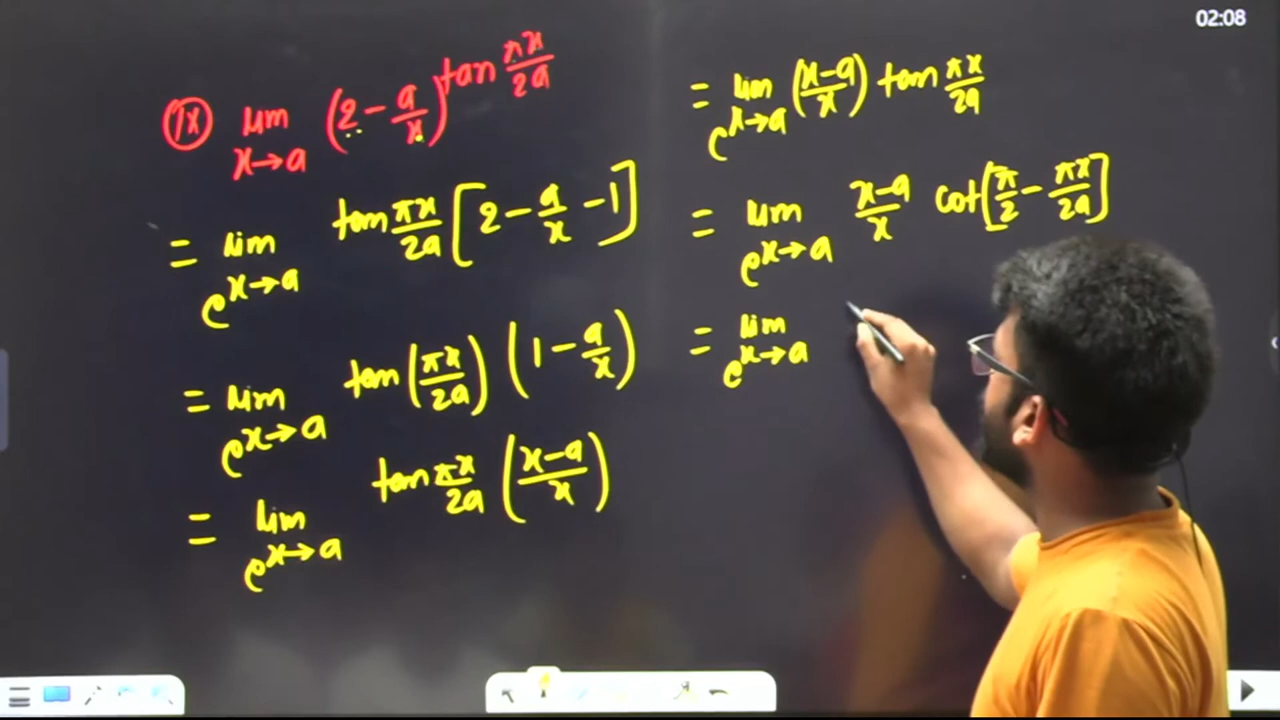 02:08
(ix) lim x→a (2 − a/x)^tan πx/2a
= e^lim x→a tan πx/2a [2 − a/x − 1]
= e^lim x→a tan (πx/2a) (1 − a/x)
= e^lim x→a tan πx/2a (x−a/x)
= e^lim x→a (x−a/x) tan πx/2a
= e^lim x→a x−a/x cot[π/2 − πx/2a]
= e^lim x→a